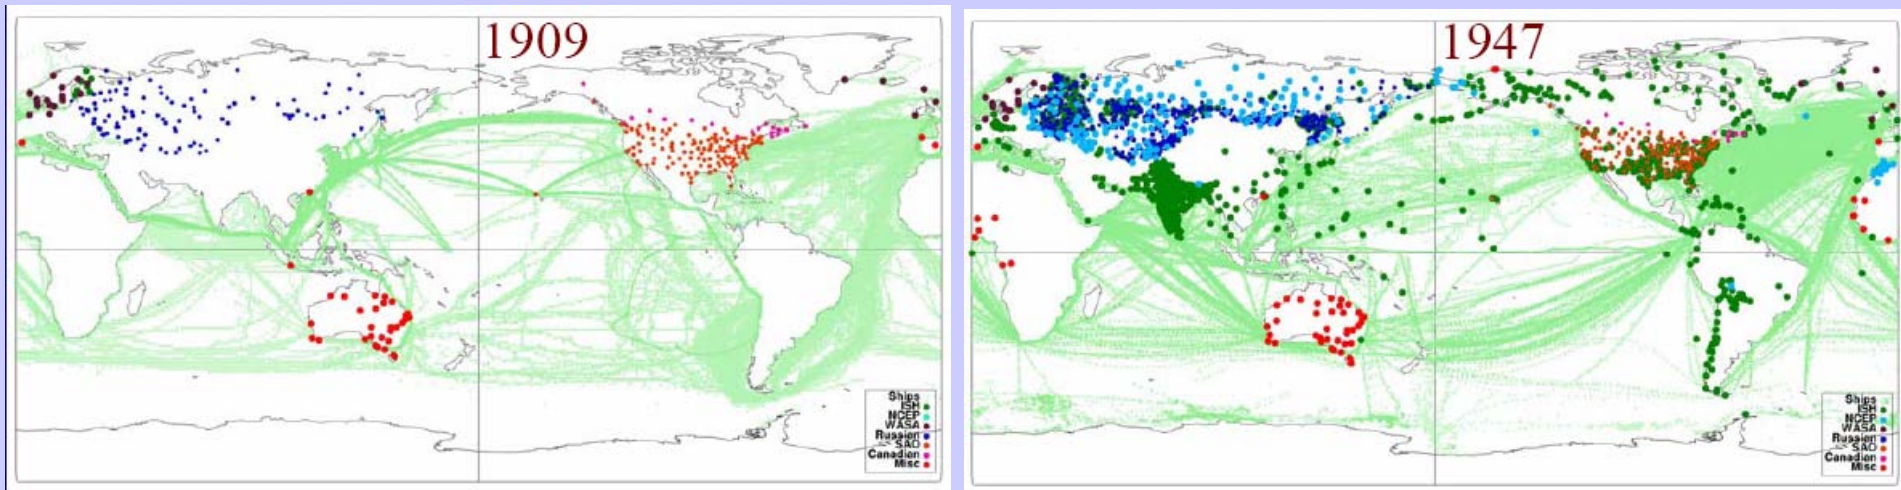 1909
Ships
ISH
NCEP
WASA
Russian
SAO
Canadian
Misc
1947
Ships
ISH
NCEP
WASA
Russian
SAO
Canadian
Misc